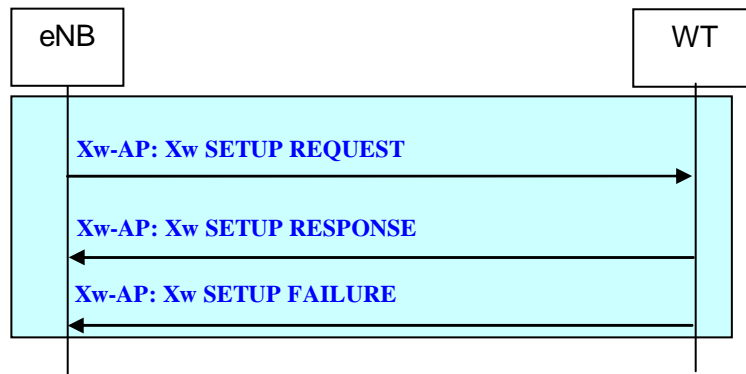 eNB
WT
Xw-AP: Xw SETUP REQUEST
Xw-AP: Xw SETUP RESPONSE
Xw-AP: Xw SETUP FAILURE